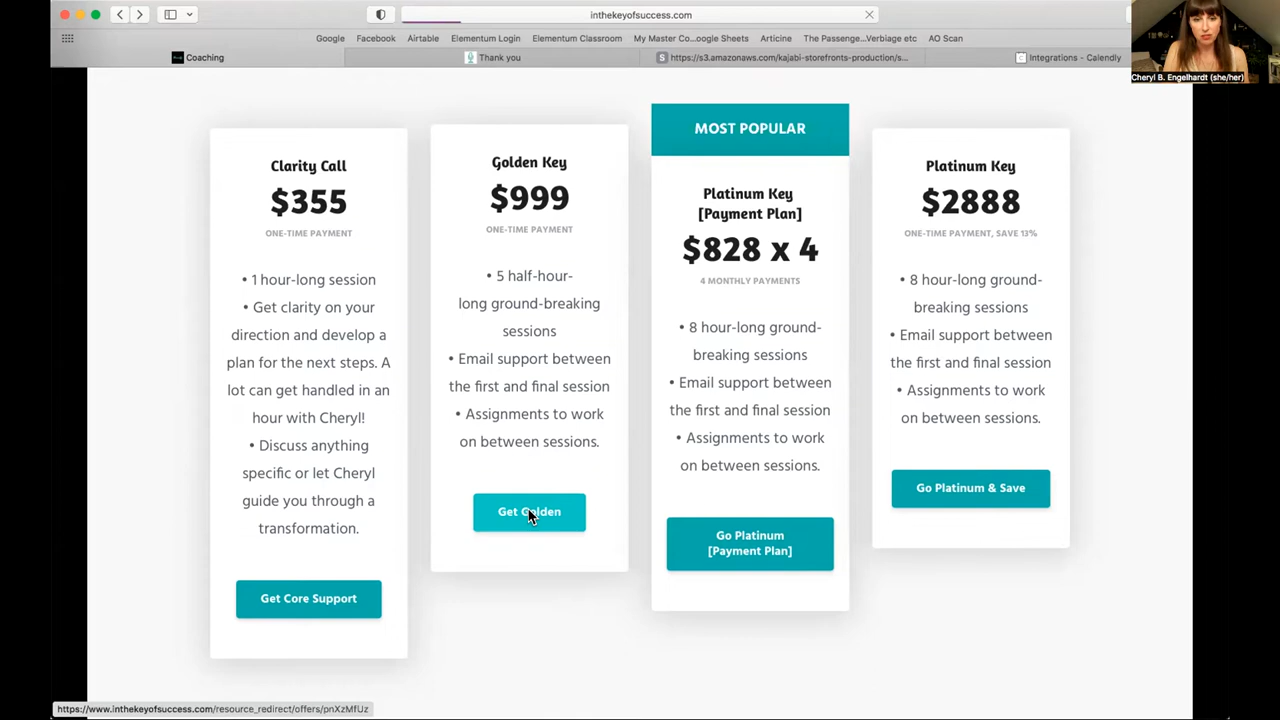 inthekeyofsuccess.com
Google Facebook Airtable Elementum Login Elementum Classroom My Master Co...oogle Sheets Articine The Passenge...Verbiage etc AO Scan
Coaching
Thank you
S https://s3.amazonaws.com/kajabi-storefronts-production/s...
Integrations - Calendly
Cheryl B. Engelhardt (she/her)
Clarity Call
$355
ONE-TIME PAYMENT
• 1 hour-long session
• Get clarity on your
direction and develop a
plan for the next steps. A
lot can get handled in an
hour with Cheryl!
• Discuss anything
specific or let Cheryl
guide you through a
transformation.
Get Core Support
Golden Key
$999
ONE-TIME PAYMENT
• 5 half-hour-
long ground-breaking
sessions
• Email support between
the first and final session
• Assignments to work
on between sessions.
Get Golden
MOST POPULAR
Platinum Key
[Payment Plan]
$828 x 4
4 MONTHLY PAYMENTS
• 8 hour-long ground-
breaking sessions
• Email support between
the first and final session
• Assignments to work
on between sessions.
Go Platinum
[Payment Plan]
Platinum Key
$2888
ONE-TIME PAYMENT, SAVE 13%
• 8 hour-long ground-
breaking sessions
• Email support between
the first and final session
• Assignments to work
on between sessions.
Go Platinum & Save
https://www.inthekeyofsuccess.com/resource_redirect/offers/pnXzMfUz